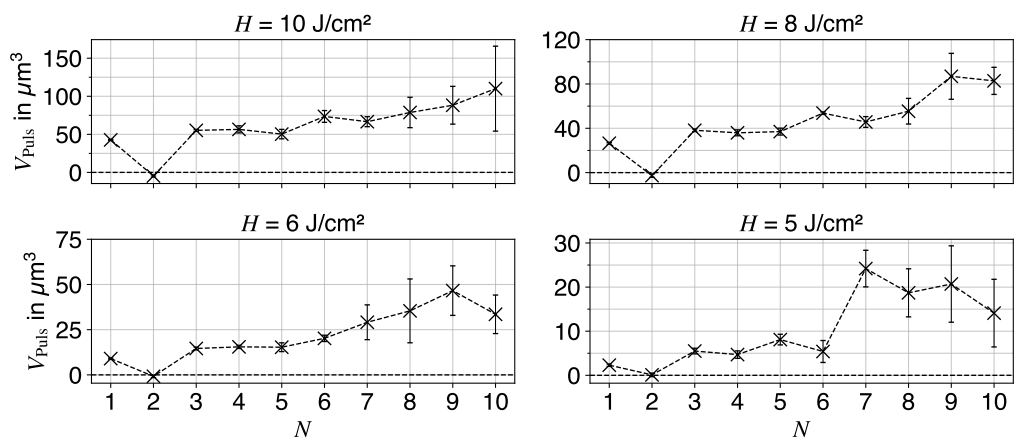 H = 10 J/cm²
V_Puls in μm³
150
100
50
0
H = 8 J/cm²
120
80
40
0
H = 6 J/cm²
V_Puls in μm³
75
50
25
0
1 2 3 4 5 6 7 8 9 10
N
H = 5 J/cm²
30
20
10
0
1 2 3 4 5 6 7 8 9 10
N